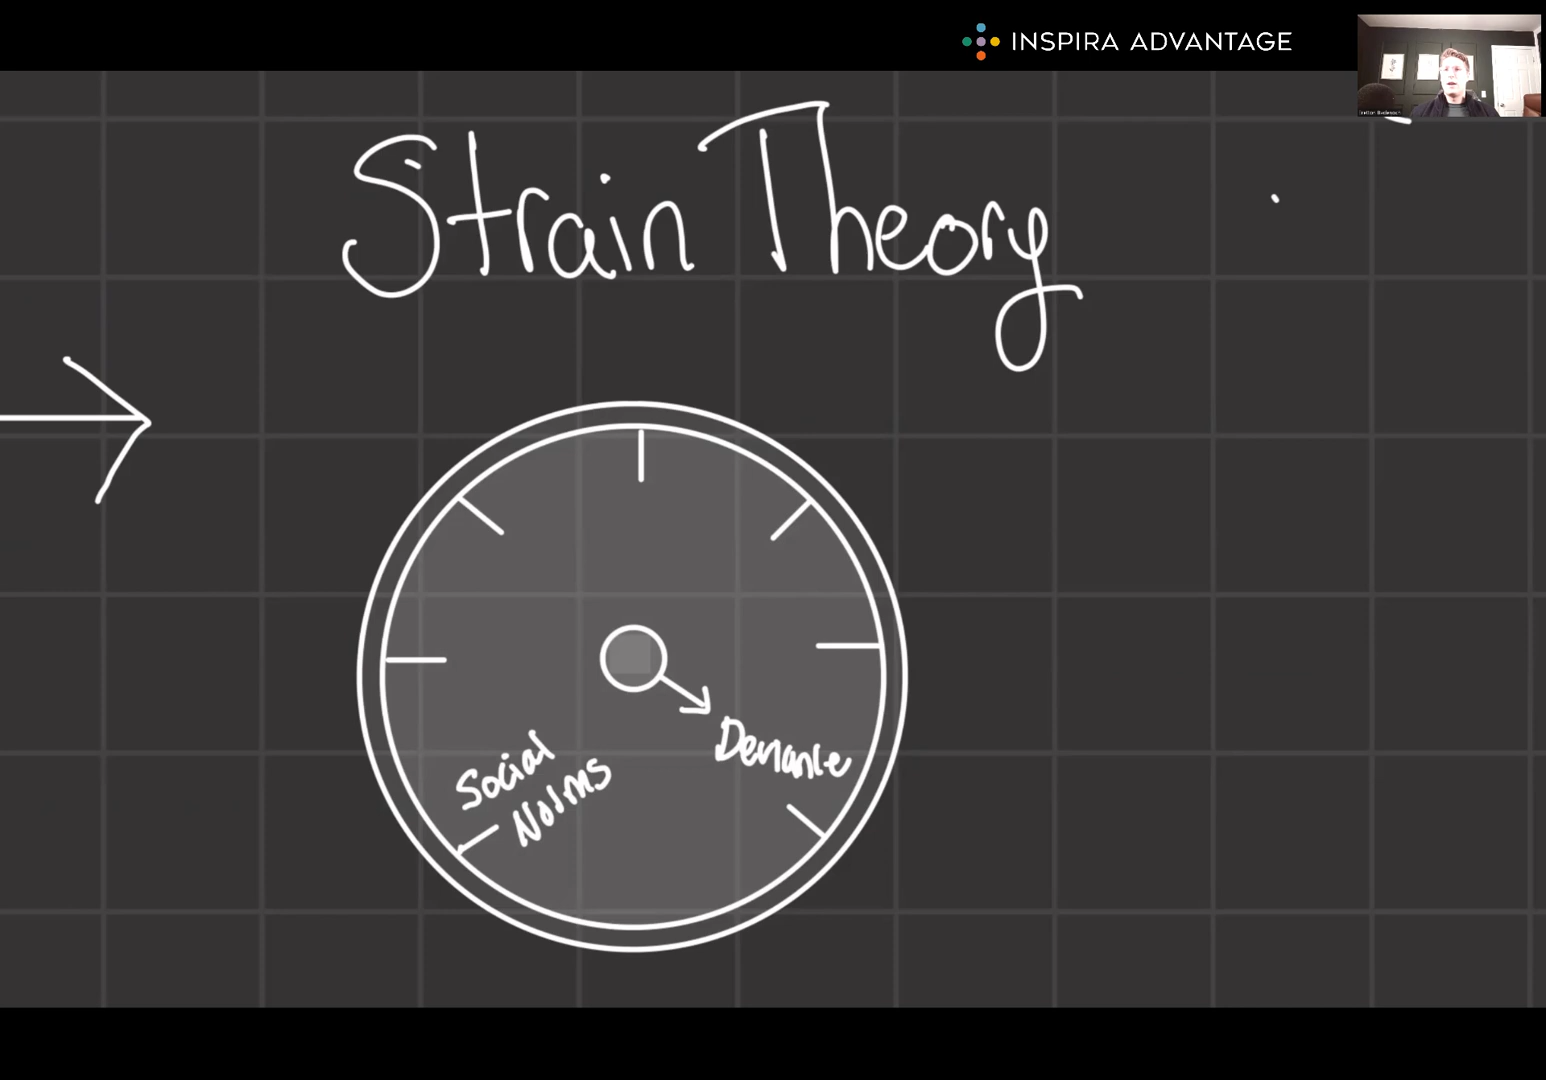 INSPIRA ADVANTAGE
Strain Theory
Social
Norms
Deviance